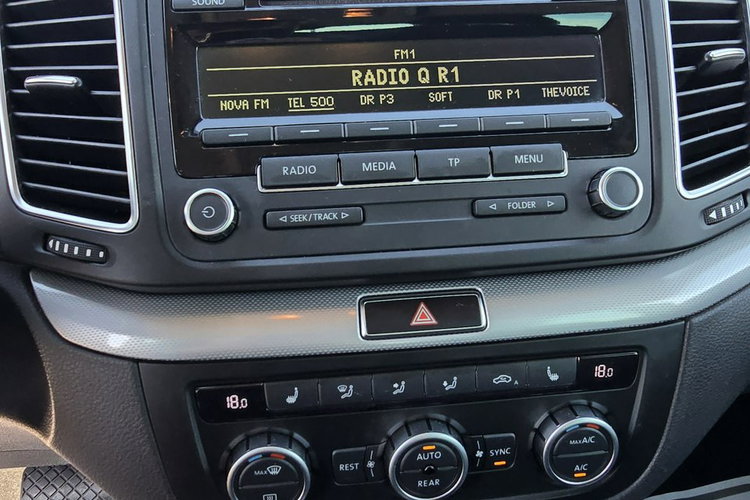 SOUND
FM1
RADIO Q R1
NOVA FM TEL 500 DR P3 SOFT DR P1 THEVOICE
RADIO MEDIA TP MENU
SEEK / TRACK
FOLDER
18.0
A
18.0
MAX
REST
AUTO
REAR
SYNC
MAX A/C
A/C